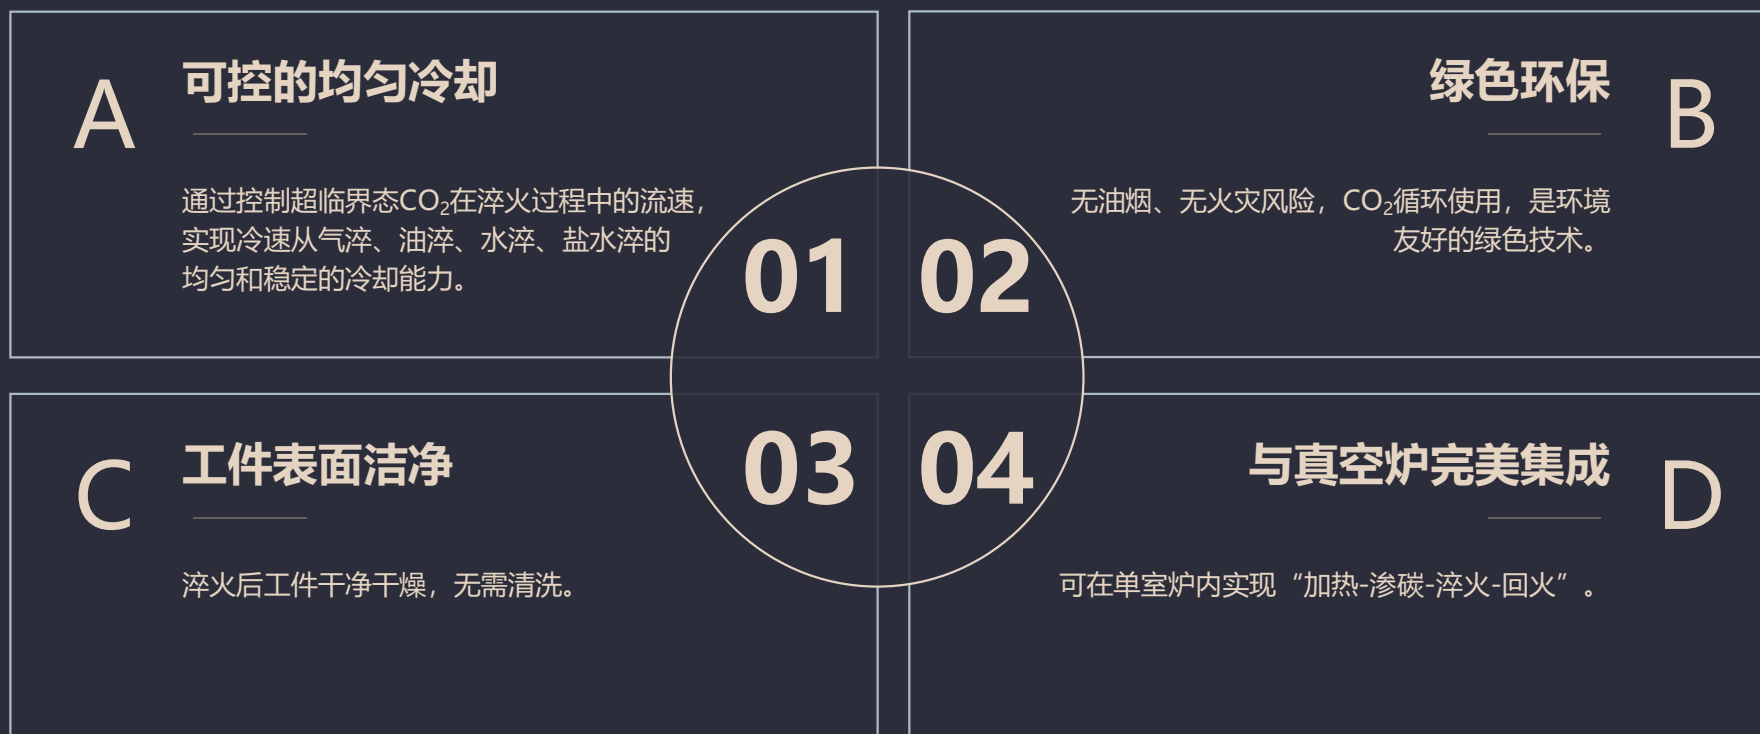 A
可控的均匀冷却
通过控制超临界态CO₂在淬火过程中的流速，
实现冷速从气淬、油淬、水淬、盐水淬的
均匀和稳定的冷却能力。
B
绿色环保
无油烟、无火灾风险，CO₂循环使用，是环境
友好的绿色技术。
01
02
03
04
C
工件表面洁净
淬火后工件干净干燥，无需清洗。
D
与真空炉完美集成
可在单室炉内实现“加热-渗碳-淬火-回火”。